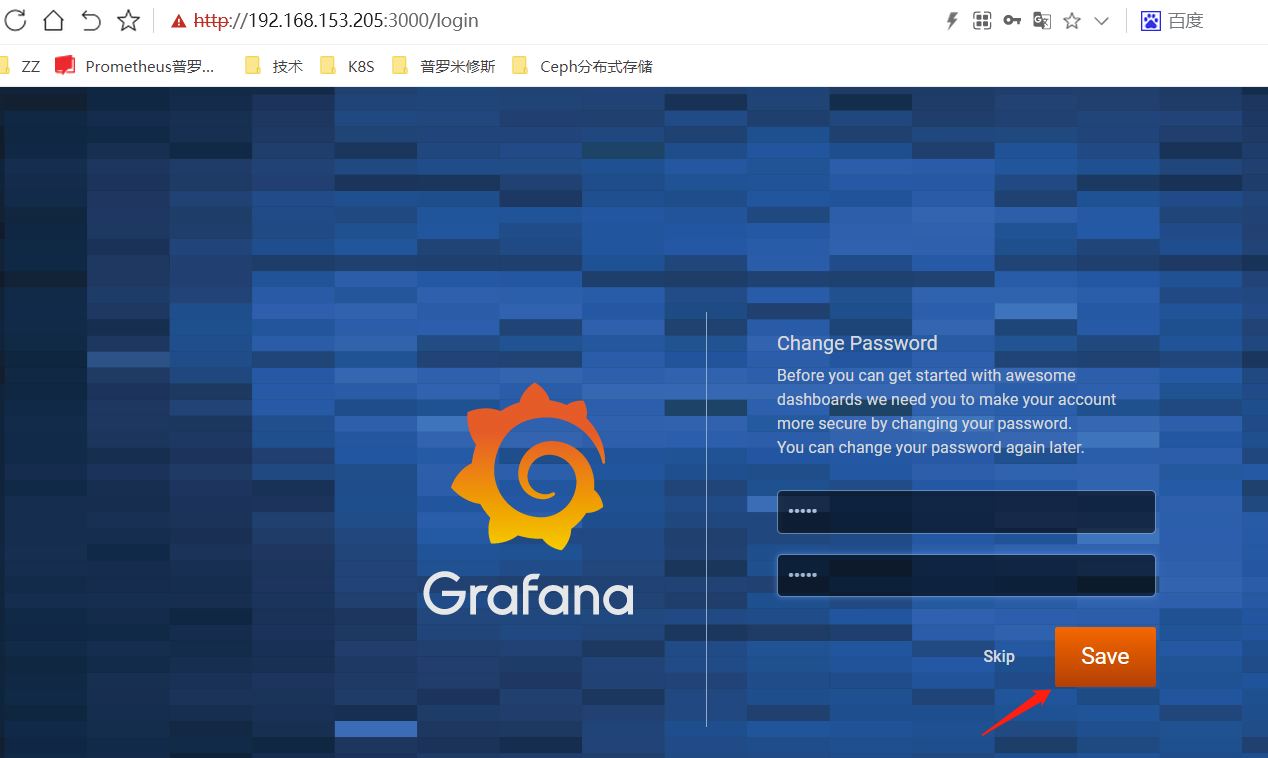 http://192.168.153.205:3000/login
百度
ZZ
Prometheus普罗...
技术
K8S
普罗米修斯
Ceph分布式存储
Change Password
Before you can get started with awesome
dashboards we need you to make your account
more secure by changing your password.
You can change your password again later.
•••••
•••••
Grafana
Skip
Save